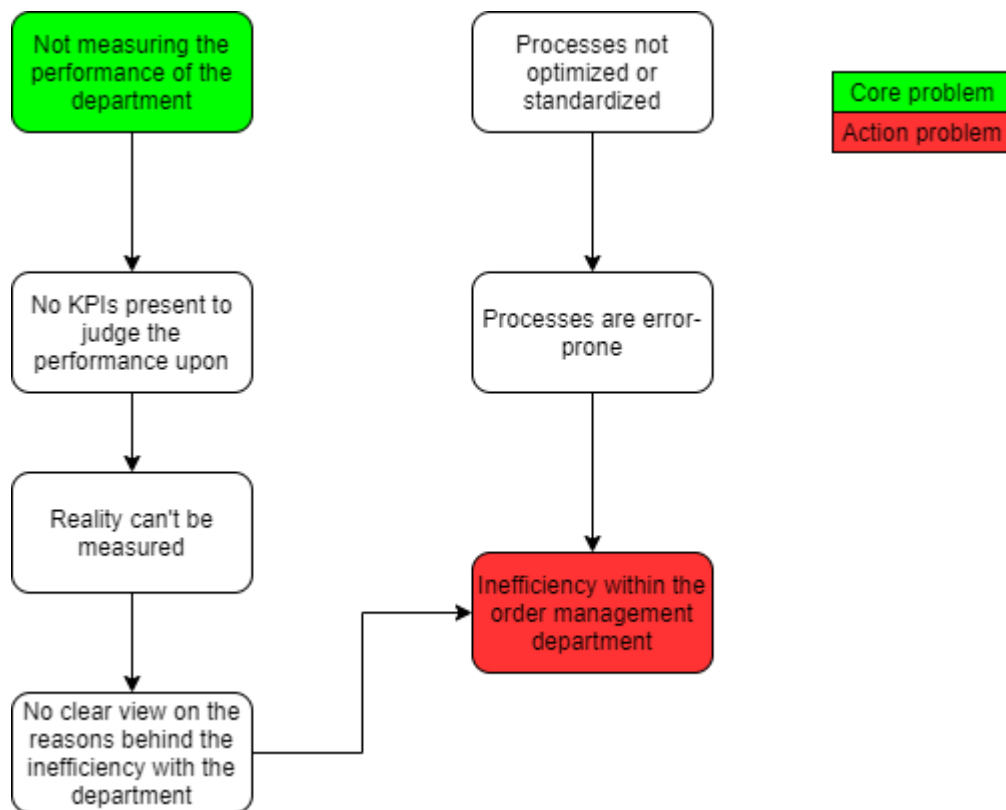 Not measuring the
performance of the
department
Processes not
optimized or
standardized
Core problem
Action problem
No KPIs present to
judge the
performance upon
Processes are error-
prone
Reality can't be
measured
Inefficiency within the
order management
department
No clear view on the
reasons behind the
inefficiency with the
department